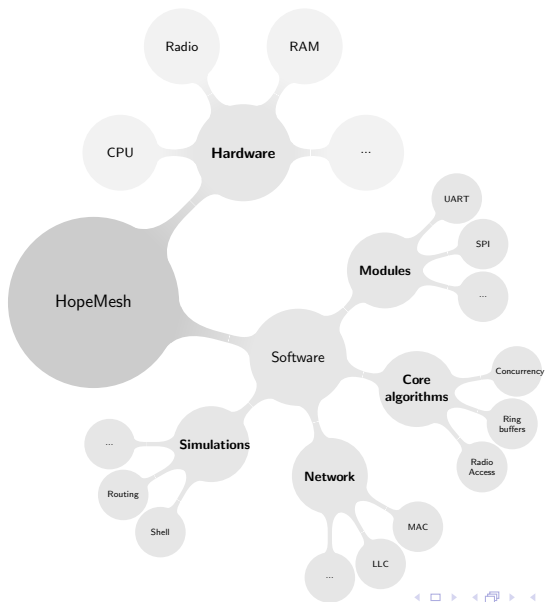 Radio
RAM
CPU
Hardware
...
HopeMesh
UART
Modules
SPI
...
Software
Concurrency
Core
algorithms
Ring
buffers
Radio
Access
Simulations
...
Routing
Shell
Network
MAC
LLC
...